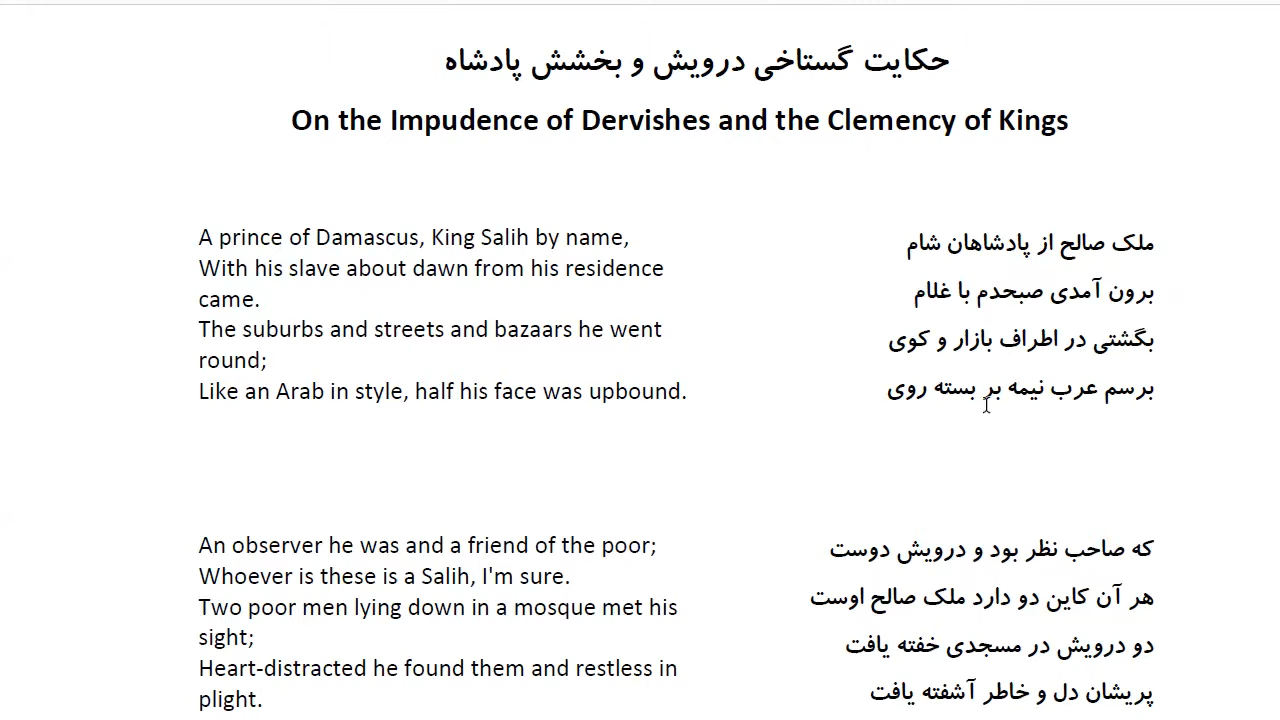 حکایت گستاخی درویش و بخشش پادشاه
On the Impudence of Dervishes and the Clemency of Kings
A prince of Damascus, King Salih by name,
With his slave about dawn from his residence
came.
The suburbs and streets and bazaars he went
round;
Like an Arab in style, half his face was upbound.
ملک صالح از پادشاهان شام
برون آمدی صبحدم با غلام
بگشتی در اطراف بازار و کوی
برسم عرب نیمه بر بسته روی
An observer he was and a friend of the poor;
Whoever is these is a Salih, I'm sure.
Two poor men lying down in a mosque met his
sight;
Heart-distracted he found them and restless in
plight.
که صاحب نظر بود و درویش دوست
هر آن کاین دو دارد ملک صالح اوست
دو درویش در مسجدی خفته یافت
پریشان دل و خاطر آشفته یافت